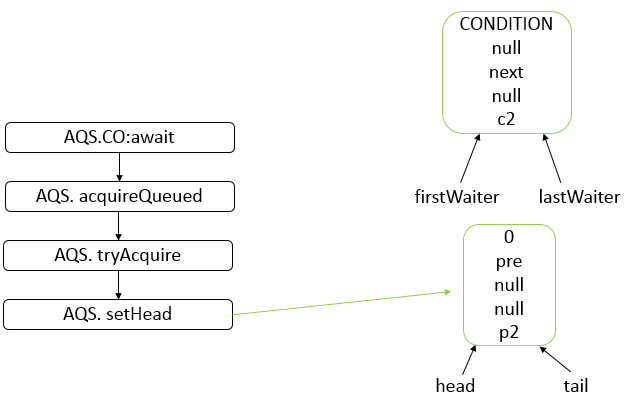 CONDITION
null
next
null
c2
firstWaiter
lastWaiter
AQS.CO:await
AQS. acquireQueued
AQS. tryAcquire
AQS. setHead
0
pre
null
null
p2
head
tail